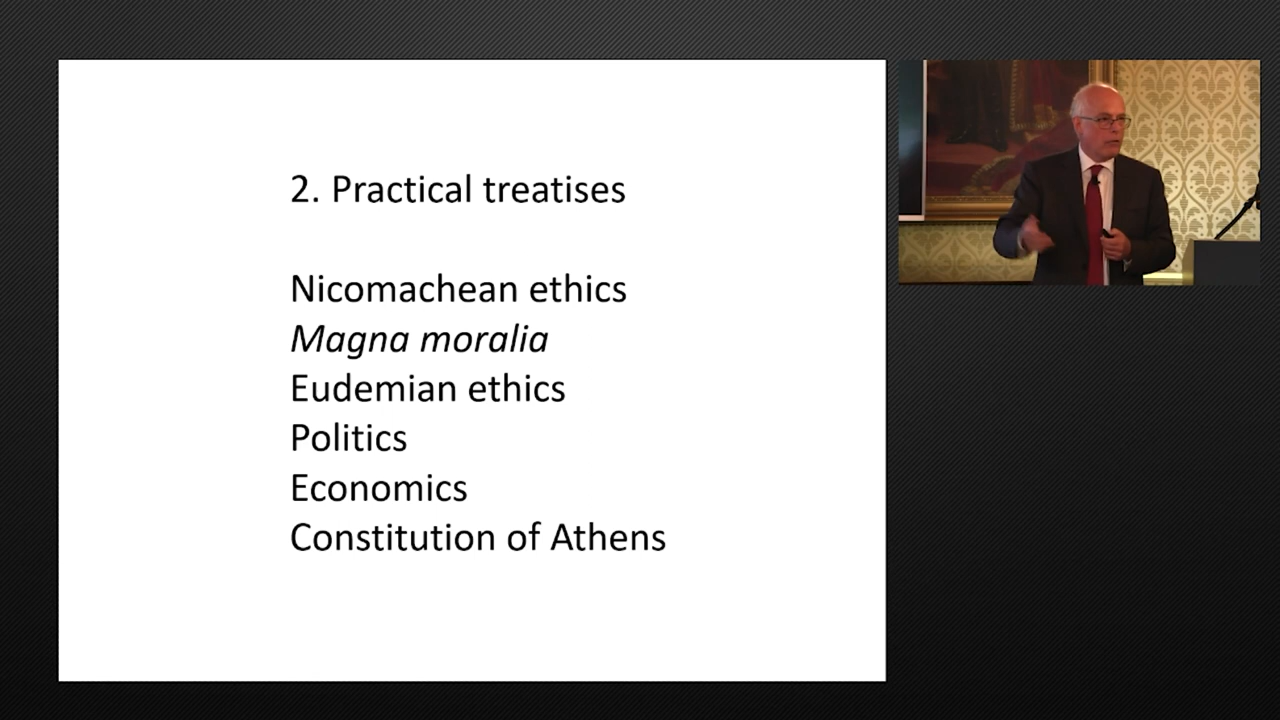 2. Practical treatises
Nicomachean ethics
Magna moralia
Eudemian ethics
Politics
Economics
Constitution of Athens